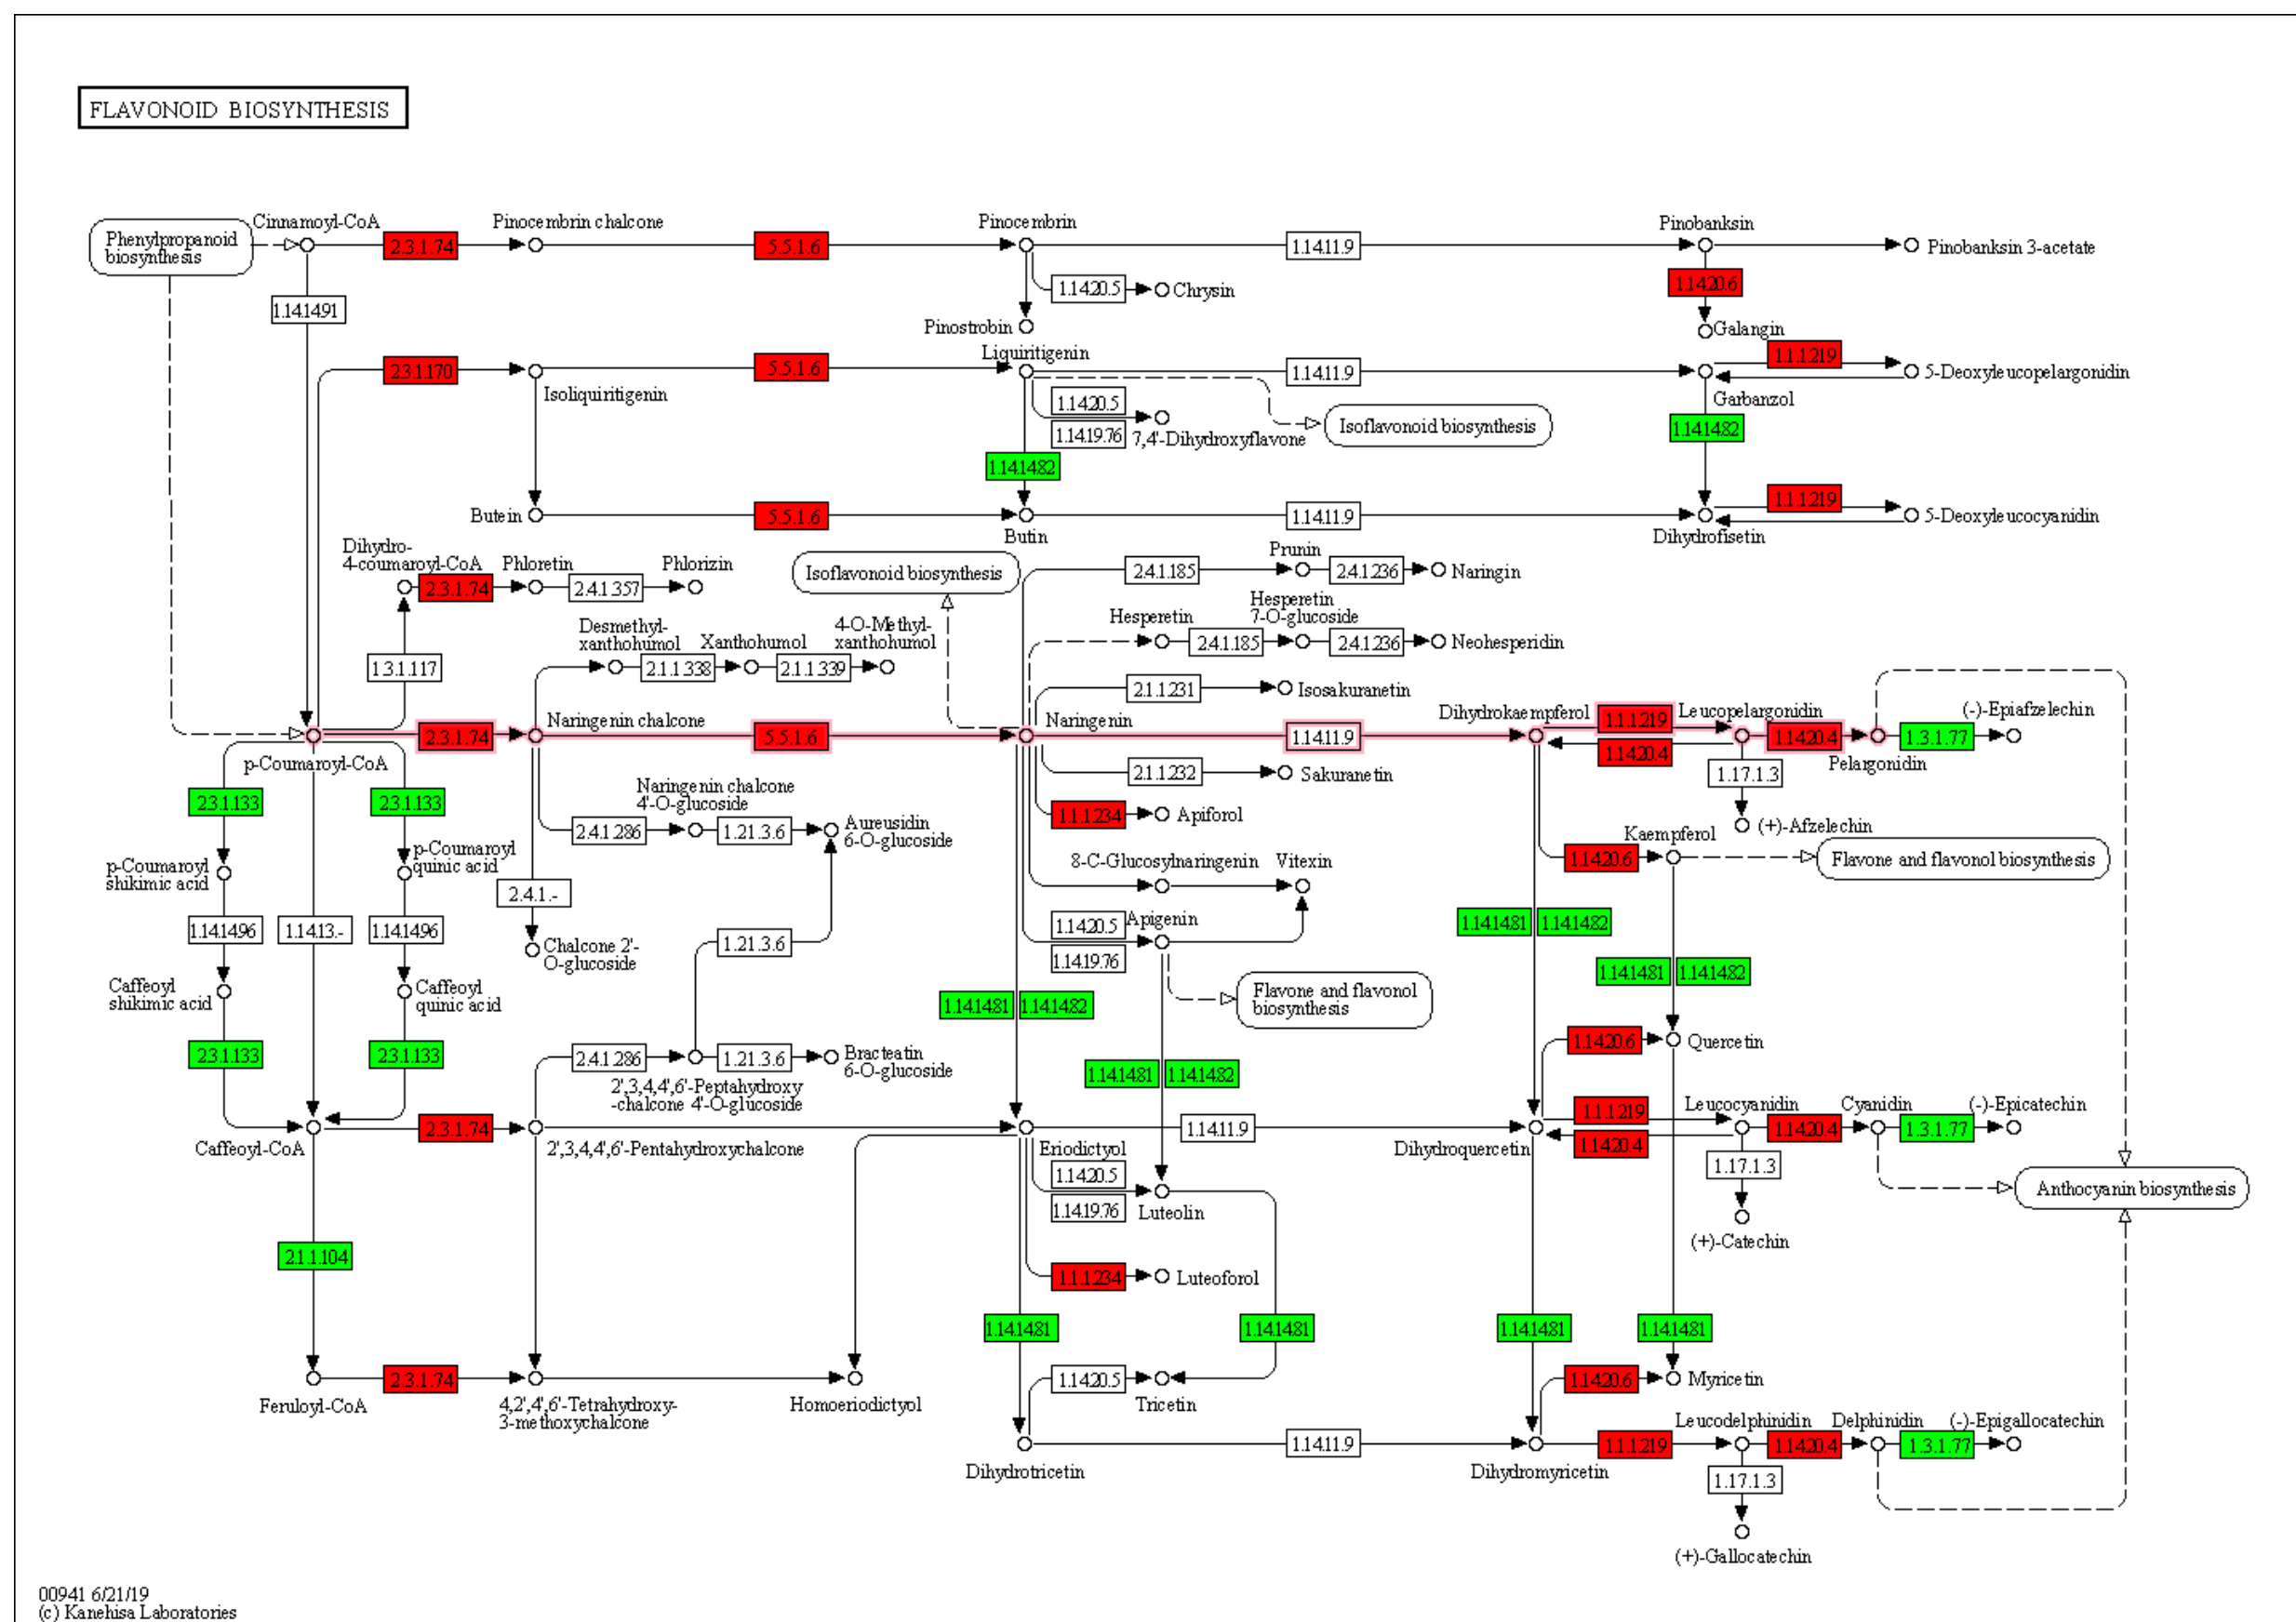 FLAVONOID BIOSYNTHESIS
Phenylpropanoid
biosynthesis
Cinnamoyl-CoA
2.3.1.74
Pinocembrin chalcone
5.5.1.6
Pinocembrin
1.14.11.9
Pinobanksin
Pinobanksin 3-acetate
1.14.14.91
1.14.20.5
Chrysin
1.14.20.6
Pinostrobin
Galangin
2.3.1.170
Isoliquiritigenin
5.5.1.6
Liquiritigenin
1.14.11.9
1.1.1.219
5-Deoxyleucopelargonidin
Garbanzol
1.14.20.5
1.14.19.76
7,4'-Dihydroxyflavone
Isoflavonoid biosynthesis
1.14.14.82
1.14.14.82
Butein
5.5.1.6
Butin
1.14.11.9
Dihydrofisetin
1.1.1.219
5-Deoxyleucocyanidin
Dihydro-
4-coumaroyl-CoA
2.3.1.74
Phloretin
2.4.1.357
Phlorizin
Isoflavonoid biosynthesis
2.4.1.185
Prunin
2.4.1.236
Naringin
1.3.1.117
Desmethyl-
xanthohumol
2.1.1.338
Xanthohumol
2.1.1.339
4-O-Methyl-
xanthohumol
Hesperetin
2.4.1.185
Hesperetin
7-O-glucoside
2.4.1.236
Neohesperidin
2.1.1.231
Isosakuranetin
p-Coumaroyl-CoA
2.3.1.74
Naringenin chalcone
5.5.1.6
Naringenin
1.14.11.9
Dihydrokaempferol
1.1.1.219
1.14.20.4
Leucopelargonidin
1.14.20.4
Pelargonidin
1.3.1.77
(-)-Epiafzelechin
1.17.1.3
(+)-Afzelechin
2.1.1.232
Sakuranetin
1.1.1.234
Apiforol
2.3.1.133
2.3.1.133
Naringenin chalcone
4'-O-glucoside
2.4.1.286
1.21.3.6
Aureusidin
6-O-glucoside
8-C-Glucosylnaringenin
Vitexin
Kaempferol
1.14.20.6
Flavone and flavonol biosynthesis
p-Coumaroyl
shikimic acid
p-Coumaroyl
quinic acid
2.4.1.-
1.14.14.96
1.14.13.-
1.14.14.96
Chalcone 2'-
O-glucoside
1.21.3.6
1.14.20.5
Apigenin
1.14.19.76
1.14.14.81
1.14.14.82
1.14.14.81
1.14.14.82
Caffeoyl
shikimic acid
Caffeoyl
quinic acid
1.14.14.81
1.14.14.82
Flavone and flavonol
biosynthesis
2.3.1.133
2.3.1.133
2.4.1.286
1.21.3.6
Bracteatin
6-O-glucoside
2',3,4,4',6'-Peptahydroxy
-chalcone 4'-O-glucoside
1.14.14.81
1.14.14.82
1.14.20.6
Quercetin
Caffeoyl-CoA
2.3.1.74
2',3,4,4',6'-Pentahydroxychalcone
Eriodictyol
1.14.11.9
Dihydroquercetin
1.1.1.219
1.14.20.4
Leucocyanidin
1.14.20.4
Cyanidin
1.3.1.77
(-)-Epicatechin
1.17.1.3
(+)-Catechin
Anthocyanin biosynthesis
1.14.20.5
1.14.19.76
Luteolin
2.1.1.104
1.1.1.234
Luteoforol
1.14.14.81
1.14.14.81
1.14.14.81
1.14.14.81
Feruloyl-CoA
2.3.1.74
4,2',4',6'-Tetrahydroxy-
3-methoxychalcone
Homoeriodictyol
1.14.20.5
Tricetin
1.14.20.6
Myricetin
Dihydrotricetin
1.14.11.9
Dihydromyricetin
1.1.1.219
Leucodelphinidin
1.14.20.4
Delphinidin
1.3.1.77
(-)-Epigallocatechin
1.17.1.3
(+)-Gallocatechin
00941 6/21/19
(c) Kanehisa Laboratories